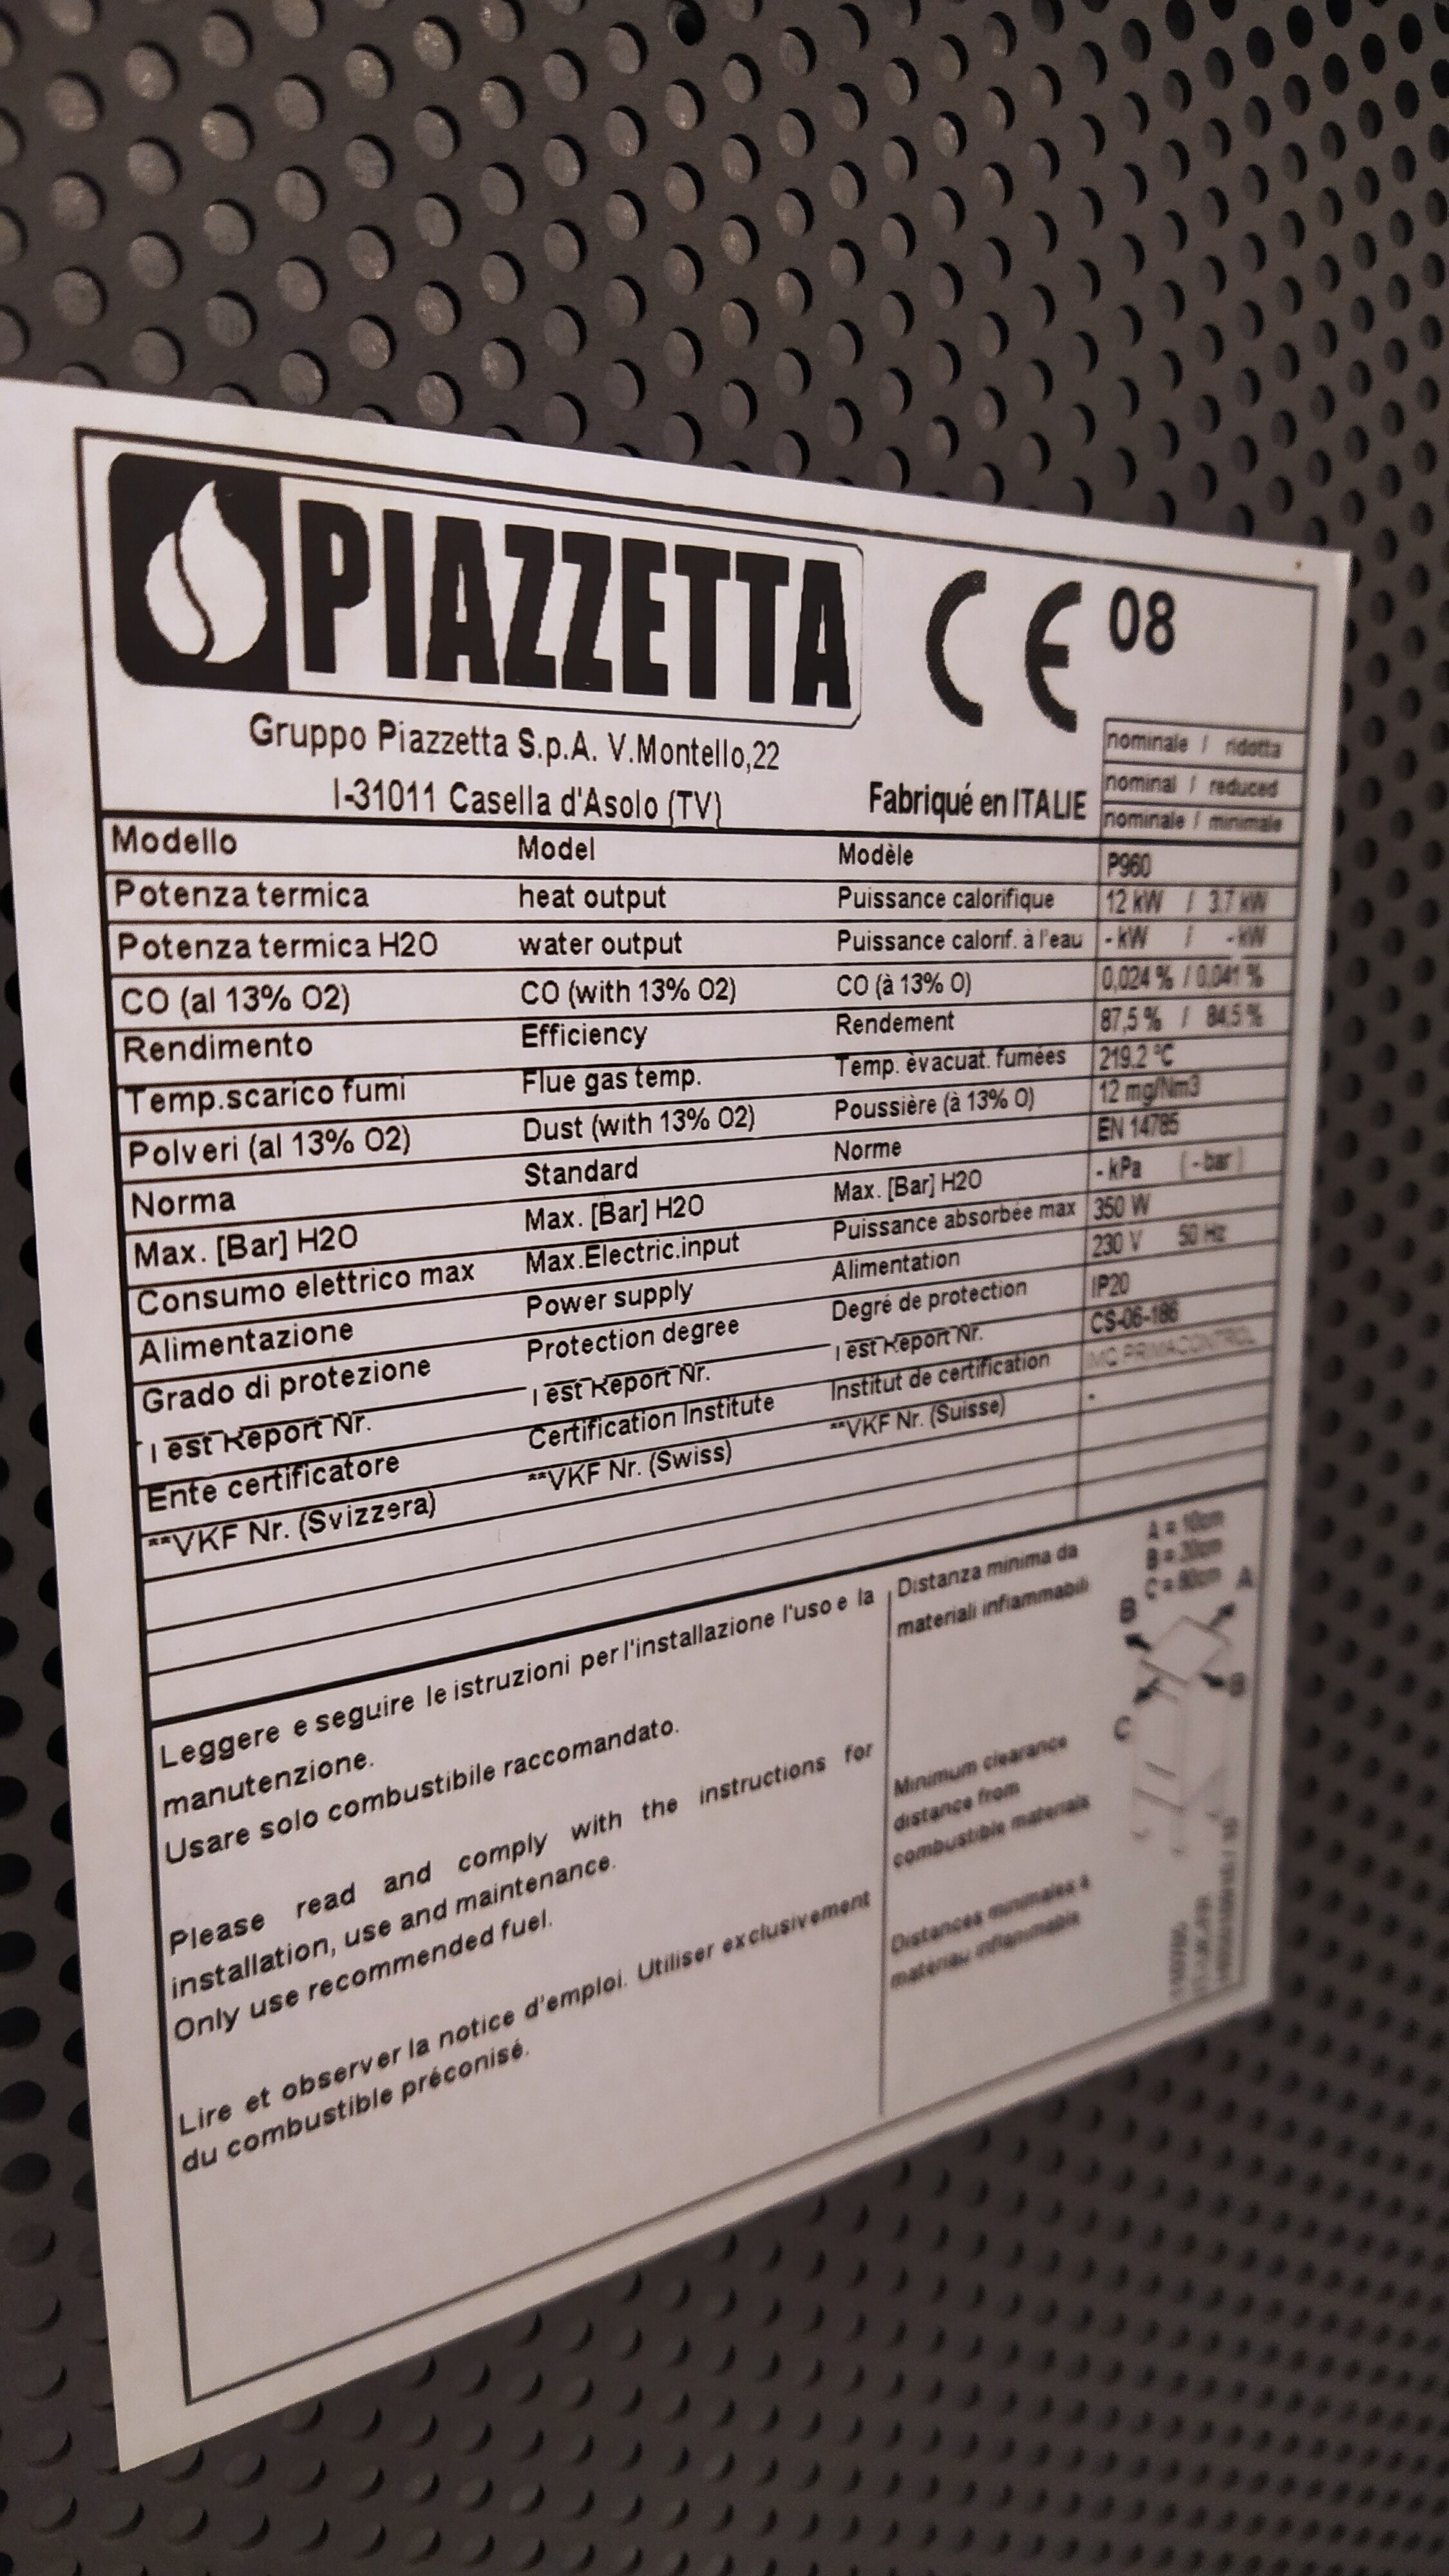 PIAZZETTA CE 08
Gruppo Piazzetta S.p.A. V.Montello,22
I-31011 Casella d'Asolo (TV) Fabriqué en ITALIE
nominale / ridotta
nominal / reduced
nominale / minimale
Modello Model Modèle P960
Potenza termica heat output Puissance calorifique 12 kW / 3.7 kW
Potenza termica H2O water output Puissance calorif. à l'eau - kW / - kW
CO (al 13% O2) CO (with 13% O2) CO (à 13% O) 0,024 % / 0,041 %
Rendimento Efficiency Rendement 87,5 % / 84,5 %
Temp.scarico fumi Flue gas temp. Temp. èvacuat. fumées 219.2 °C
Polveri (al 13% O2) Dust (with 13% O2) Poussière (à 13% O) 12 mg/Nm3
Norma Standard Norme EN 14785
Max. [Bar] H2O Max. [Bar] H2O Max. [Bar] H2O - kPa ( - bar )
Consumo elettrico max Max.Electric.input Puissance absorbée max 350 W
Alimentazione Power supply Alimentation 230 V 50 Hz
Grado di protezione Protection degree Degré de protection IP20
Test Report Nr. Test Report Nr. Test Report Nr. CS-06-186
Ente certificatore Certification Institute Institut de certification IMQ PRIMACONTROL
**VKF Nr. (Svizzera) **VKF Nr. (Swiss) **VKF Nr. (Suisse) -
Leggere e seguire le istruzioni per l'installazione l'uso e la
manutenzione.
Usare solo combustibile raccomandato.
Please read and comply with the instructions for
installation, use and maintenance.
Only use recommended fuel.
Lire et observer la notice d'emploi. Utiliser exclusivement
du combustible préconisé.
Distanza minima da
materiali infiammabili
Minimum clearance
distance from
combustible materials
Distances minimales à
matériau inflammable
A = 10cm
B = 20cm
C = 80cm
A
B
B
C